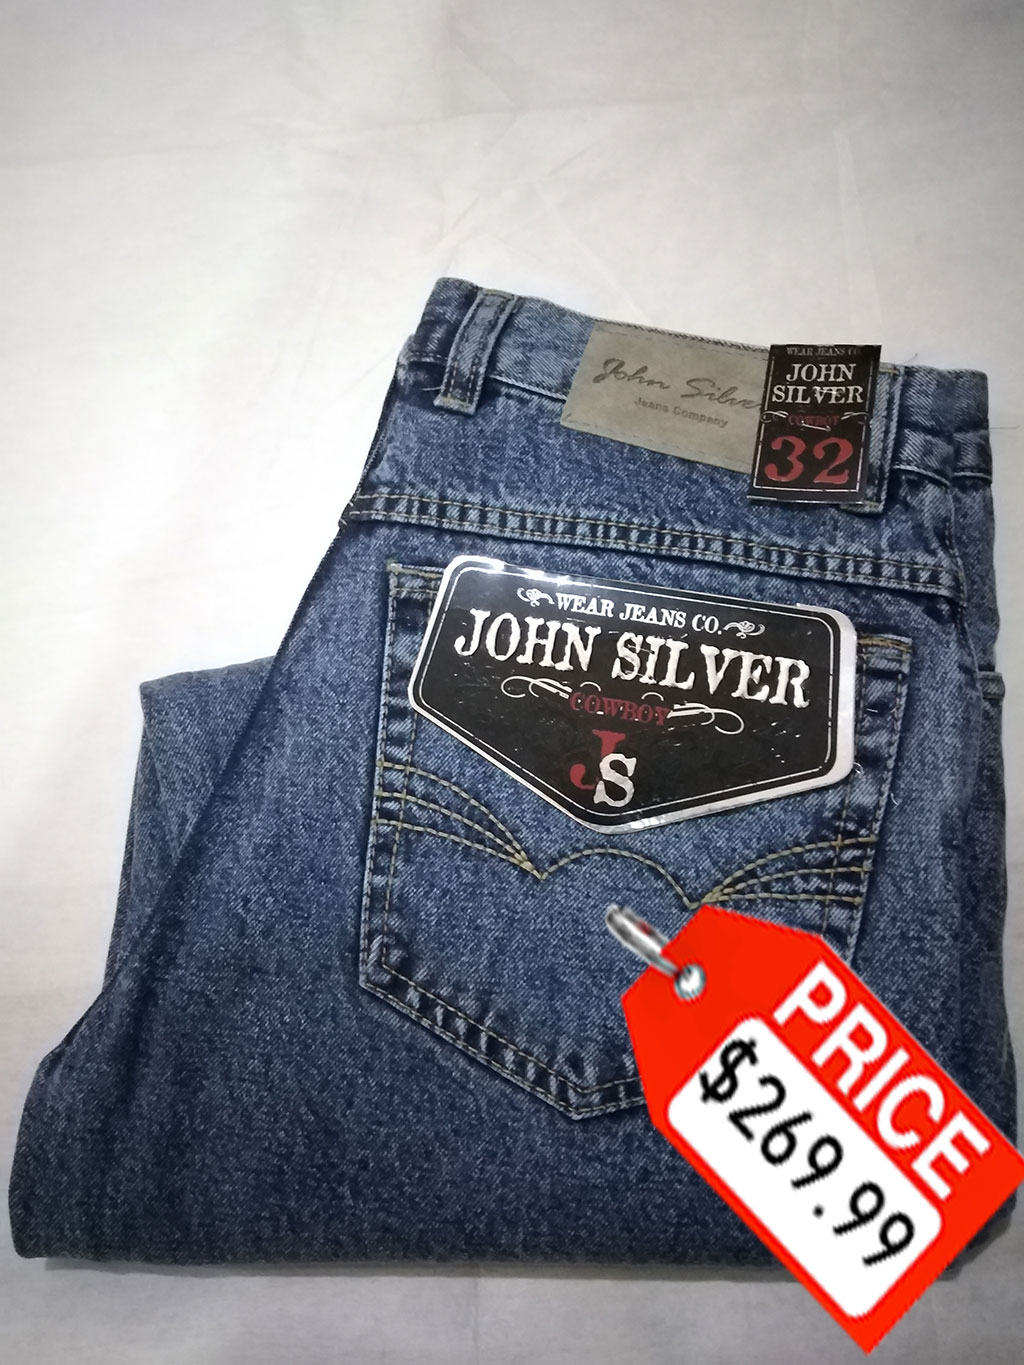 John Silver
Jeans Company
WEAR JEANS CO
JOHN
SILVER
COWBOY
32
WEAR JEANS CO.
JOHN SILVER
COWBOY
JS
PRICE
$269.99